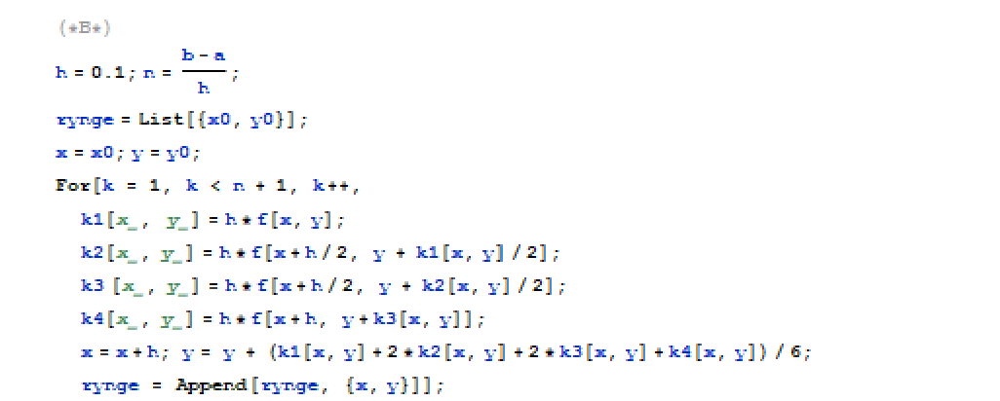 (*B*)
h = 0.1; n = (b - a)/h;
rynge = List[{x0, y0}];
x = x0; y = y0;
For[k = 1, k < n + 1, k++,
k1[x_, y_] = h * f[x, y];
k2[x_, y_] = h * f[x + h / 2, y + k1[x, y] / 2];
k3 [x_, y_] = h * f[x + h / 2, y + k2[x, y] / 2];
k4[x_, y_] = h * f[x + h, y + k3[x, y]];
x = x + h; y = y + (k1[x, y] + 2 * k2[x, y] + 2 * k3[x, y] + k4[x, y]) / 6;
rynge = Append[rynge, {x, y}]];